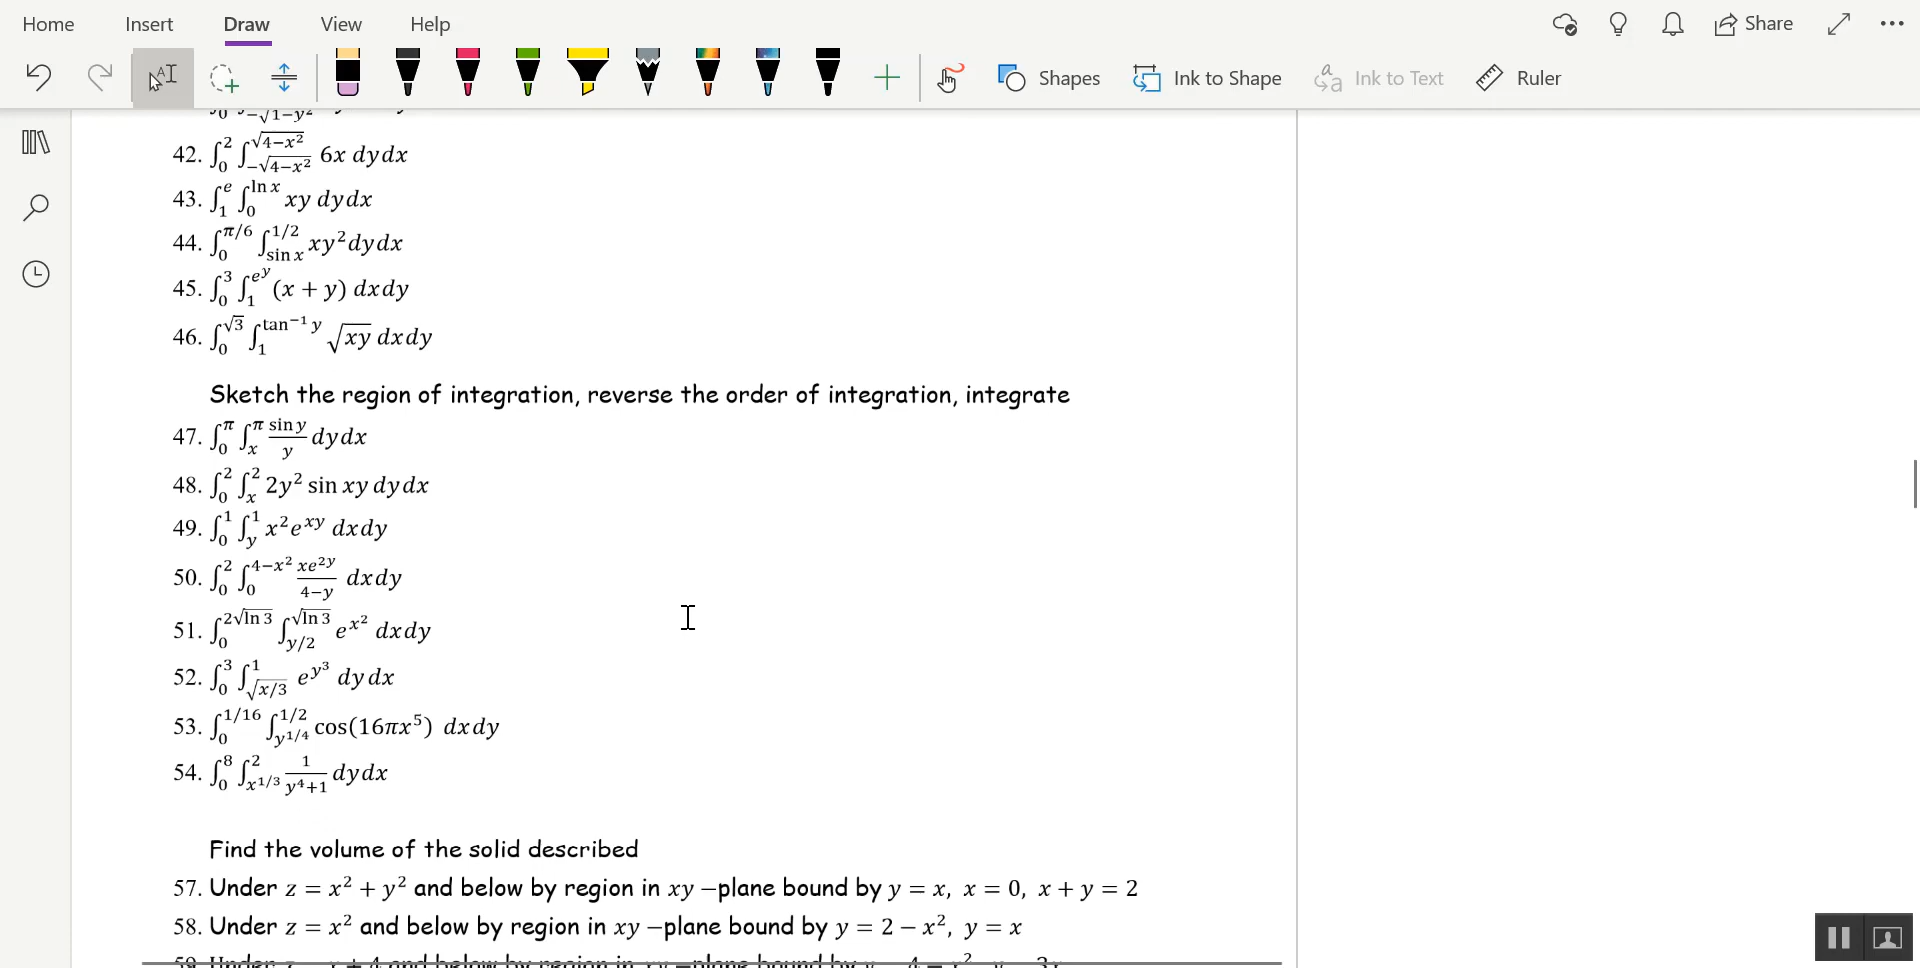 Home Insert Draw View Help Share
Shapes Ink to Shape Ink to Text Ruler
42. ∫₀² ∫_{-√(4−x²)}^{√(4−x²)} 6x dydx
43. ∫₁^e ∫₀^{ln x} xy dydx
44. ∫₀^{π/6} ∫_{sin x}^{1/2} xy² dydx
45. ∫₀³ ∫₁^{e^y} (x + y) dxdy
46. ∫₀^{√3} ∫₁^{tan⁻¹ y} √(xy) dxdy
Sketch the region of integration, reverse the order of integration, integrate
47. ∫₀^π ∫ₓ^π (sin y)/y dydx
48. ∫₀² ∫ₓ² 2y² sin xy dydx
49. ∫₀¹ ∫_y¹ x²e^{xy} dxdy
50. ∫₀² ∫₀^{4−x²} (xe^{2y})/(4−y) dxdy
51. ∫₀^{2√(ln 3)} ∫_{y/2}^{√(ln 3)} e^{x²} dxdy
52. ∫₀³ ∫_{√(x/3)}^1 e^{y³} dydx
53. ∫₀^{1/16} ∫_{y^{1/4}}^{1/2} cos(16πx⁵) dxdy
54. ∫₀⁸ ∫_{x^{1/3}}^2 1/(y⁴+1) dydx
Find the volume of the solid described
57. Under z = x² + y² and below by region in xy −plane bound by y = x, x = 0, x + y = 2
58. Under z = x² and below by region in xy −plane bound by y = 2 − x², y = x